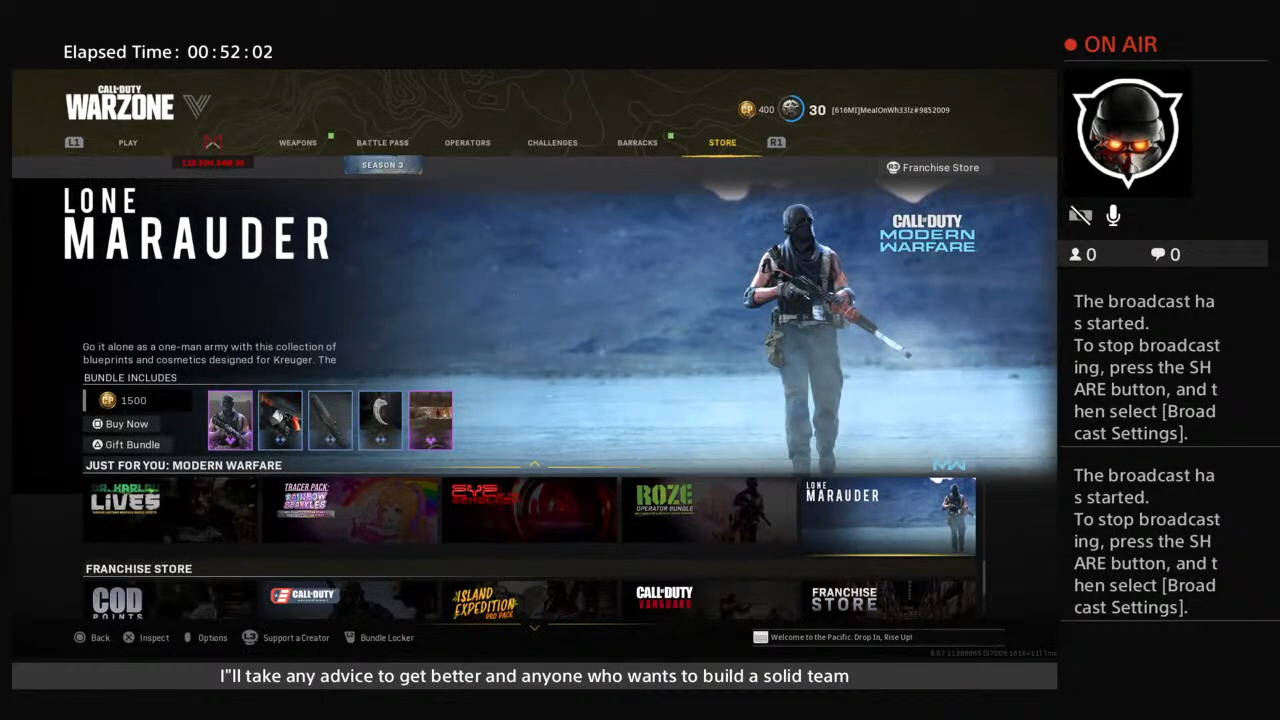 Elapsed Time: 00:52:02
ON AIR
CALL·DUTY
WARZONE
CP 400
30
[616MI]MealOnWh33lz#9852009
L1
PLAY
WEAPONS
BATTLE PASS
OPERATORS
CHALLENGES
BARRACKS
STORE
R1
SEASON 3
Franchise Store
LONE
MARAUDER
CALL·DUTY
MODERN
WARFARE
Go it alone as a one-man army with this collection of
blueprints and cosmetics designed for Kreuger. The
BUNDLE INCLUDES
CP 1500
Buy Now
Gift Bundle
JUST FOR YOU: MODERN WARFARE
MW
DR. KARLOV
LIVES
TRACER PACK:
RAINBOW
SPARKLES
EYE
ROZE
OPERATOR BUNDLE
LONE
MARAUDER
FRANCHISE STORE
COD
POINTS
CALL·DUTY
ISLAND
EXPEDITION
PRO PACK
CALL·DUTY
VANGUARD
FRANCHISE
STORE
Back
Inspect
Options
Support a Creator
Bundle Locker
Welcome to the Pacific. Drop In, Rise Up!
I"ll take any advice to get better and anyone who wants to build a solid team
0
0
The broadcast ha
s started.
To stop broadcast
ing, press the SH
ARE button, and t
hen select [Broad
cast Settings].
The broadcast ha
s started.
To stop broadcast
ing, press the SH
ARE button, and t
hen select [Broad
cast Settings].